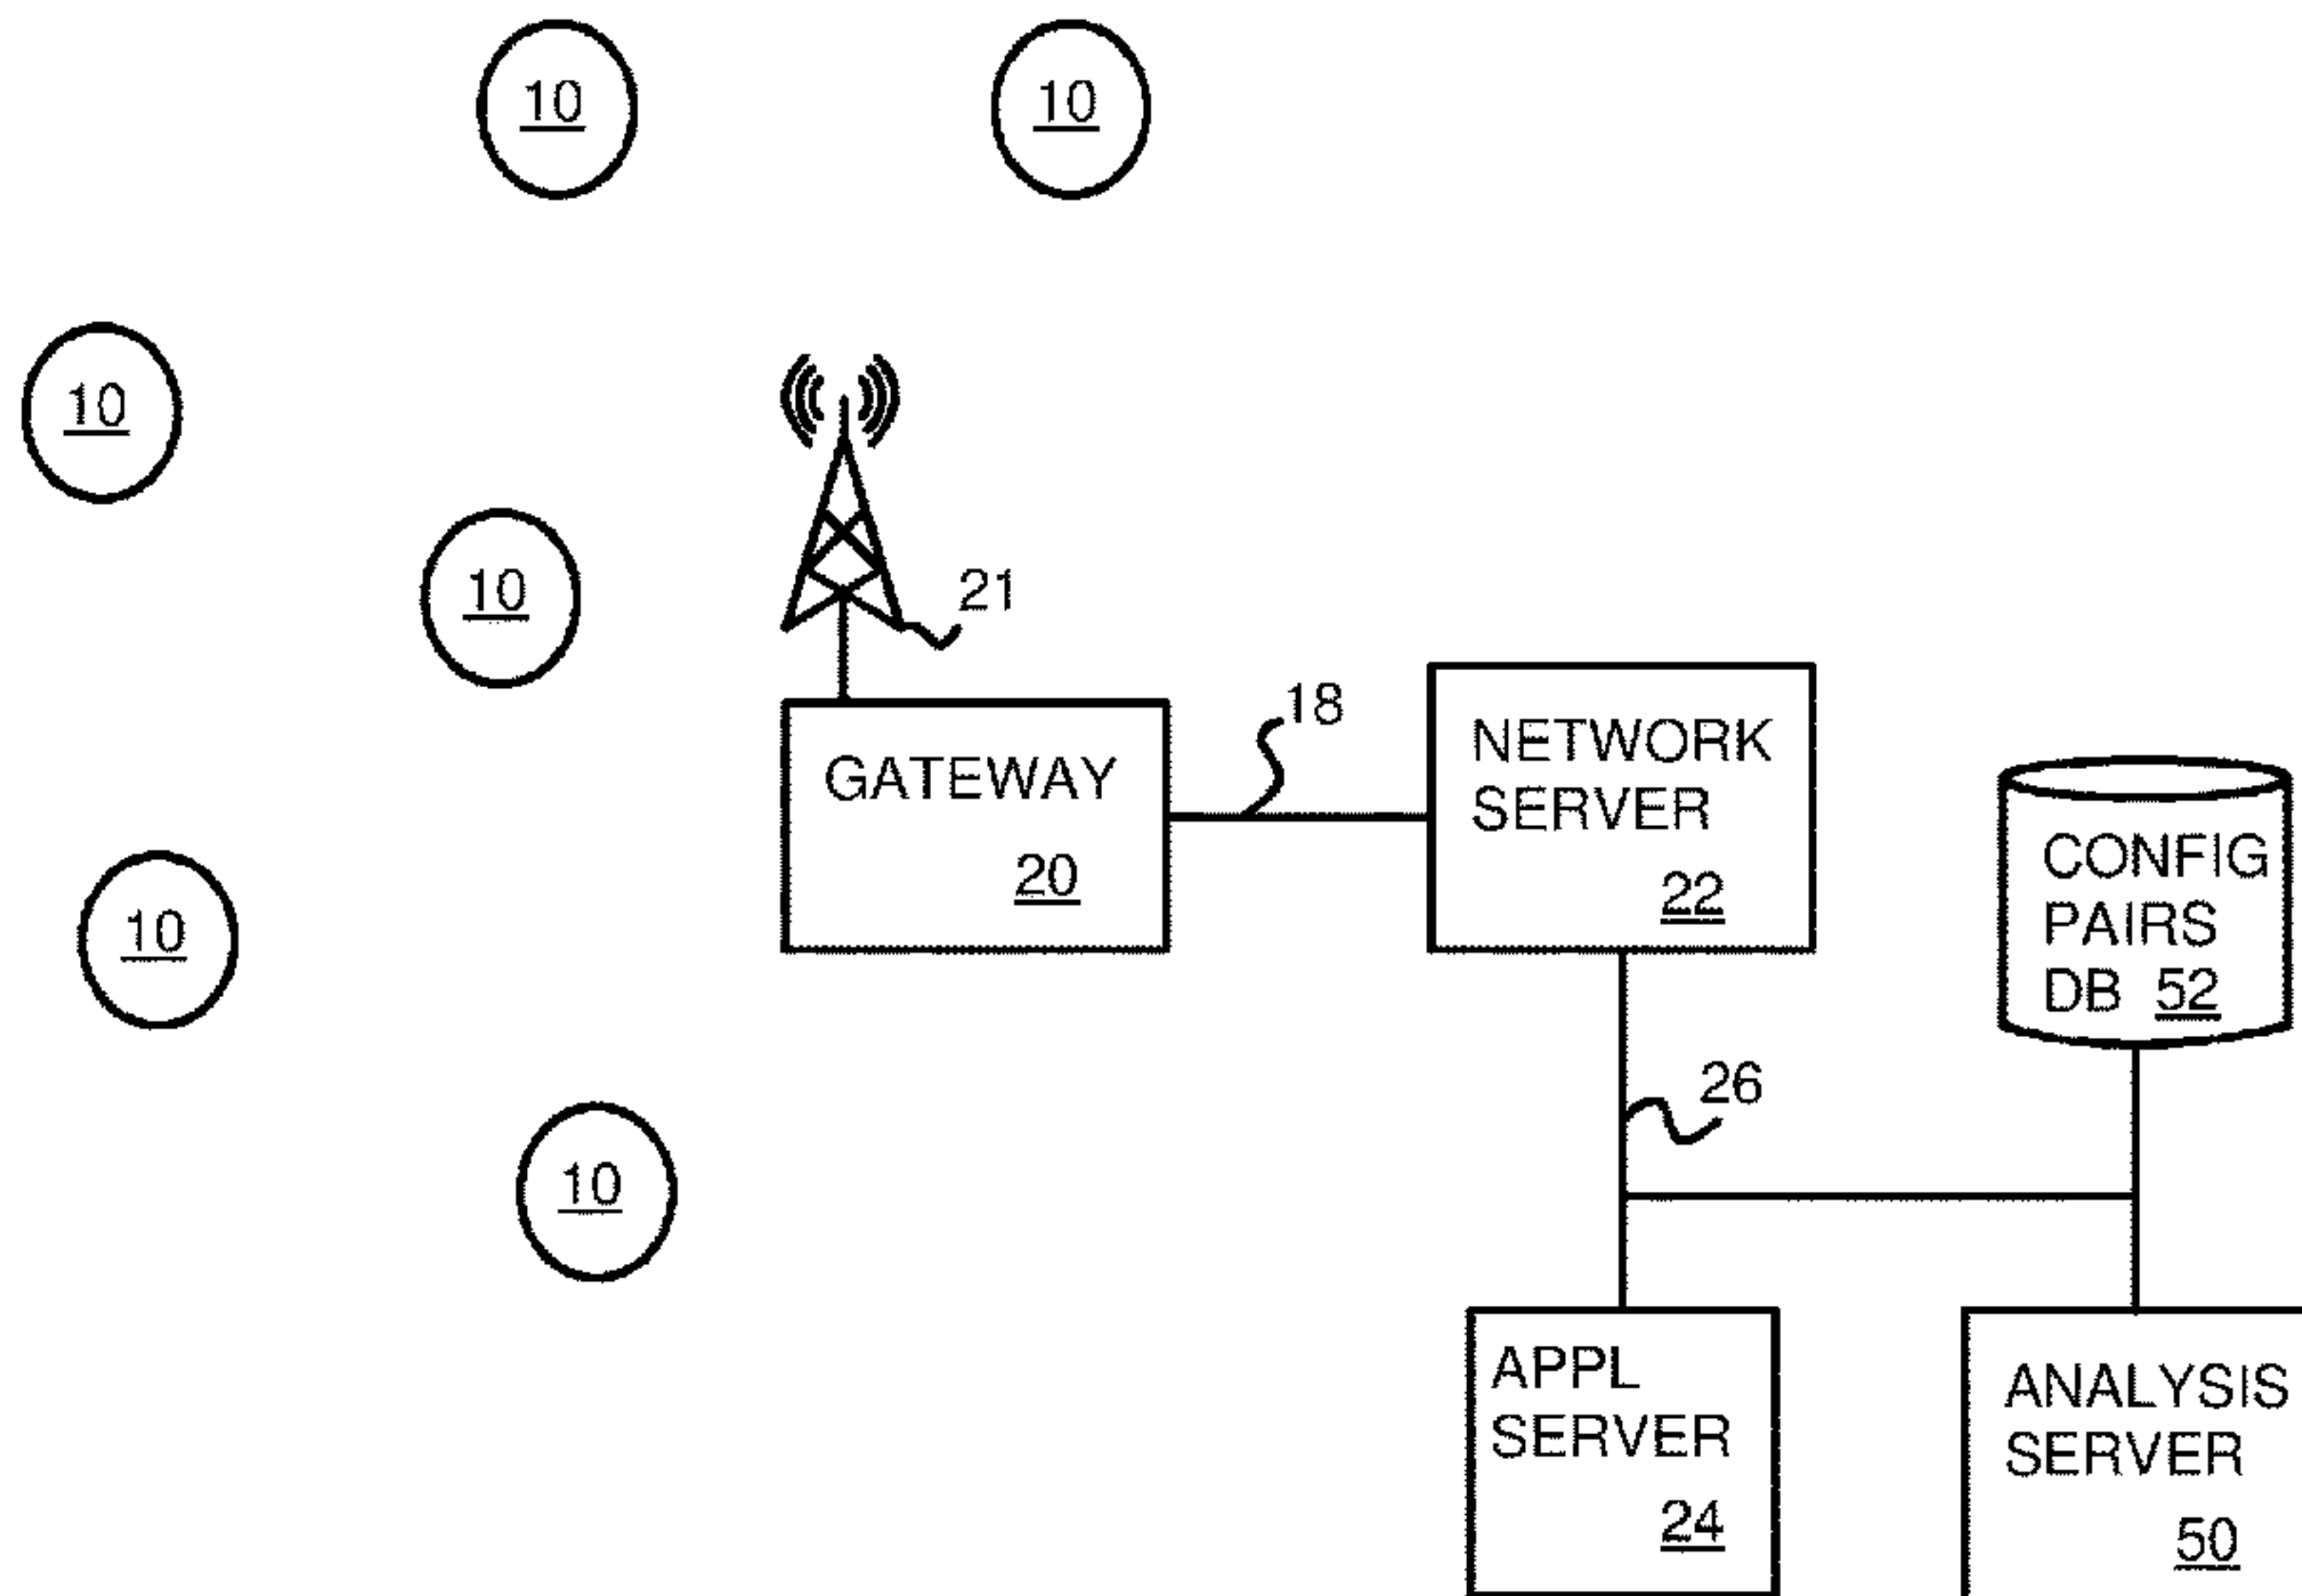 10
10
10
10
21
18
GATEWAY
20
NETWORK
SERVER
22
CONFIG
PAIRS
DB 52
10
26
10
APPL
SERVER
24
ANALYSIS
SERVER
50